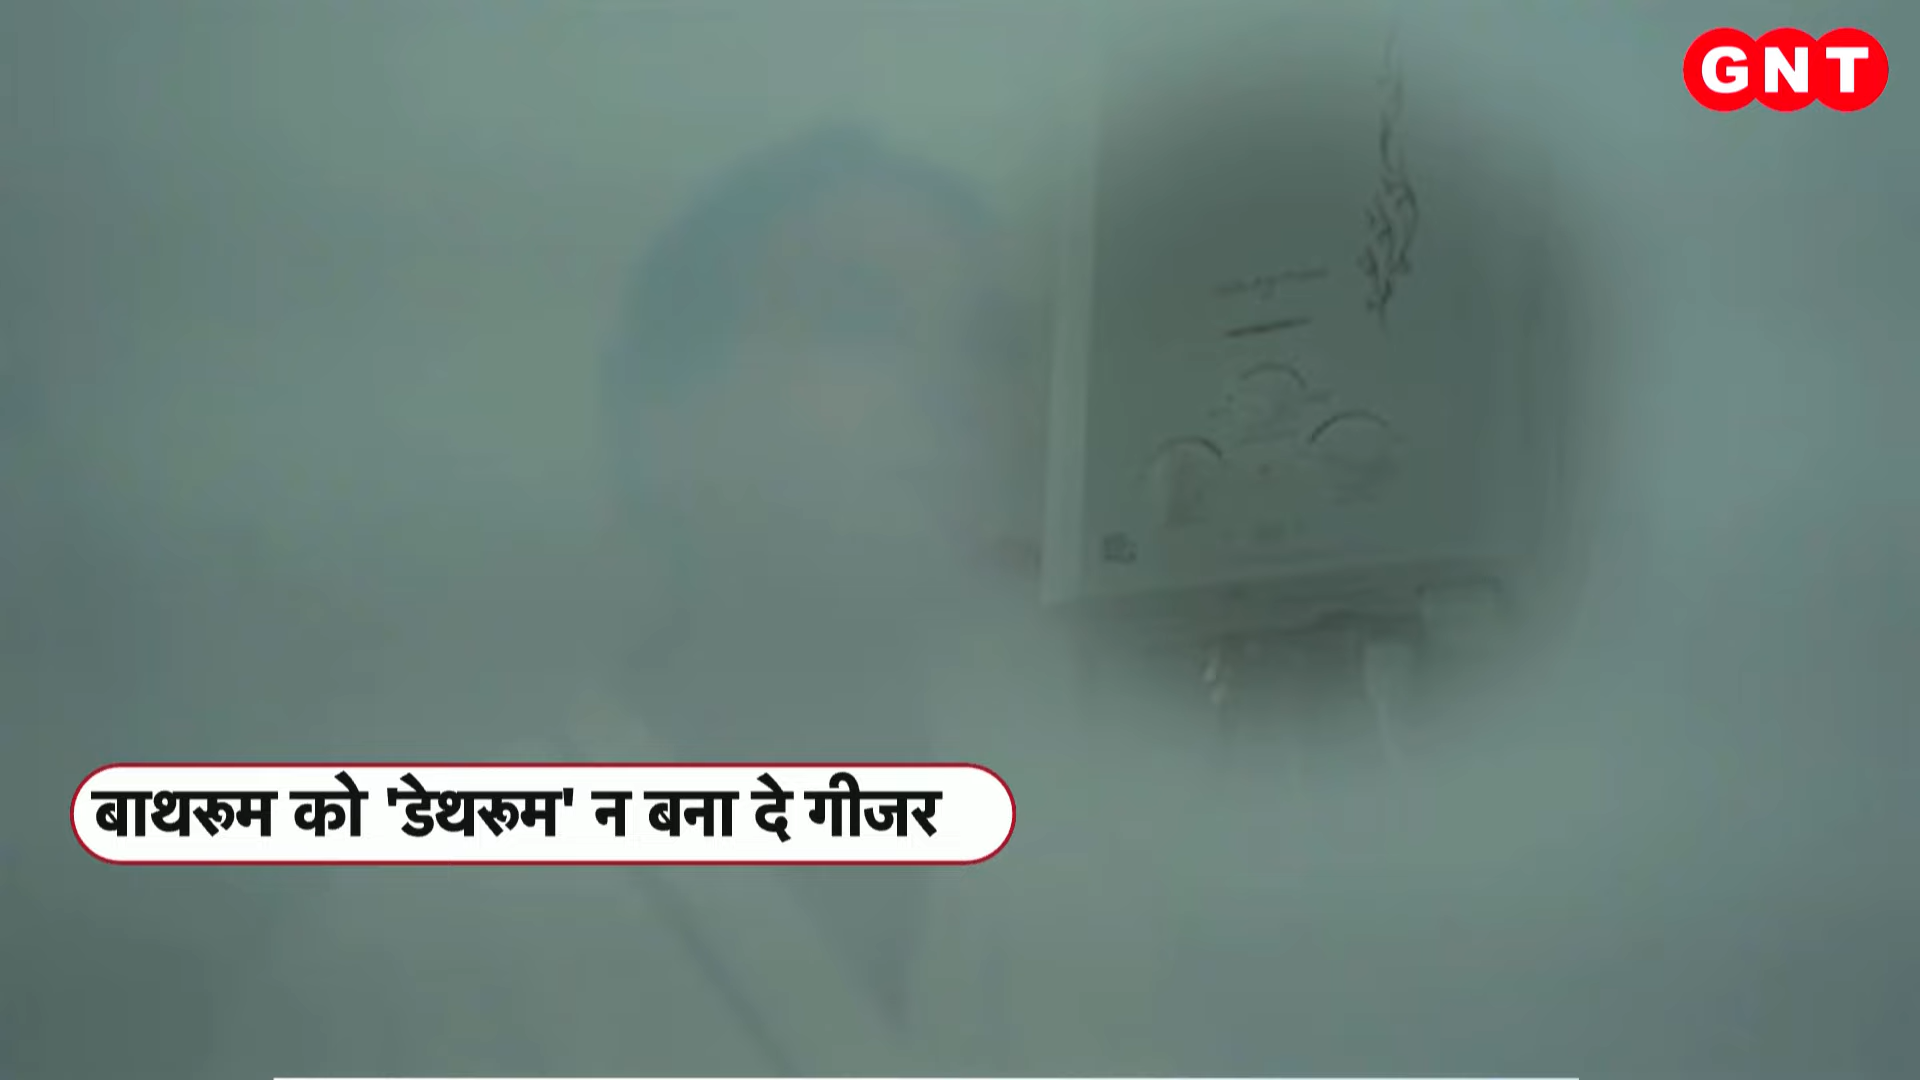 GNT
बाथरूम को 'डेथरूम' न बना दे गीजर